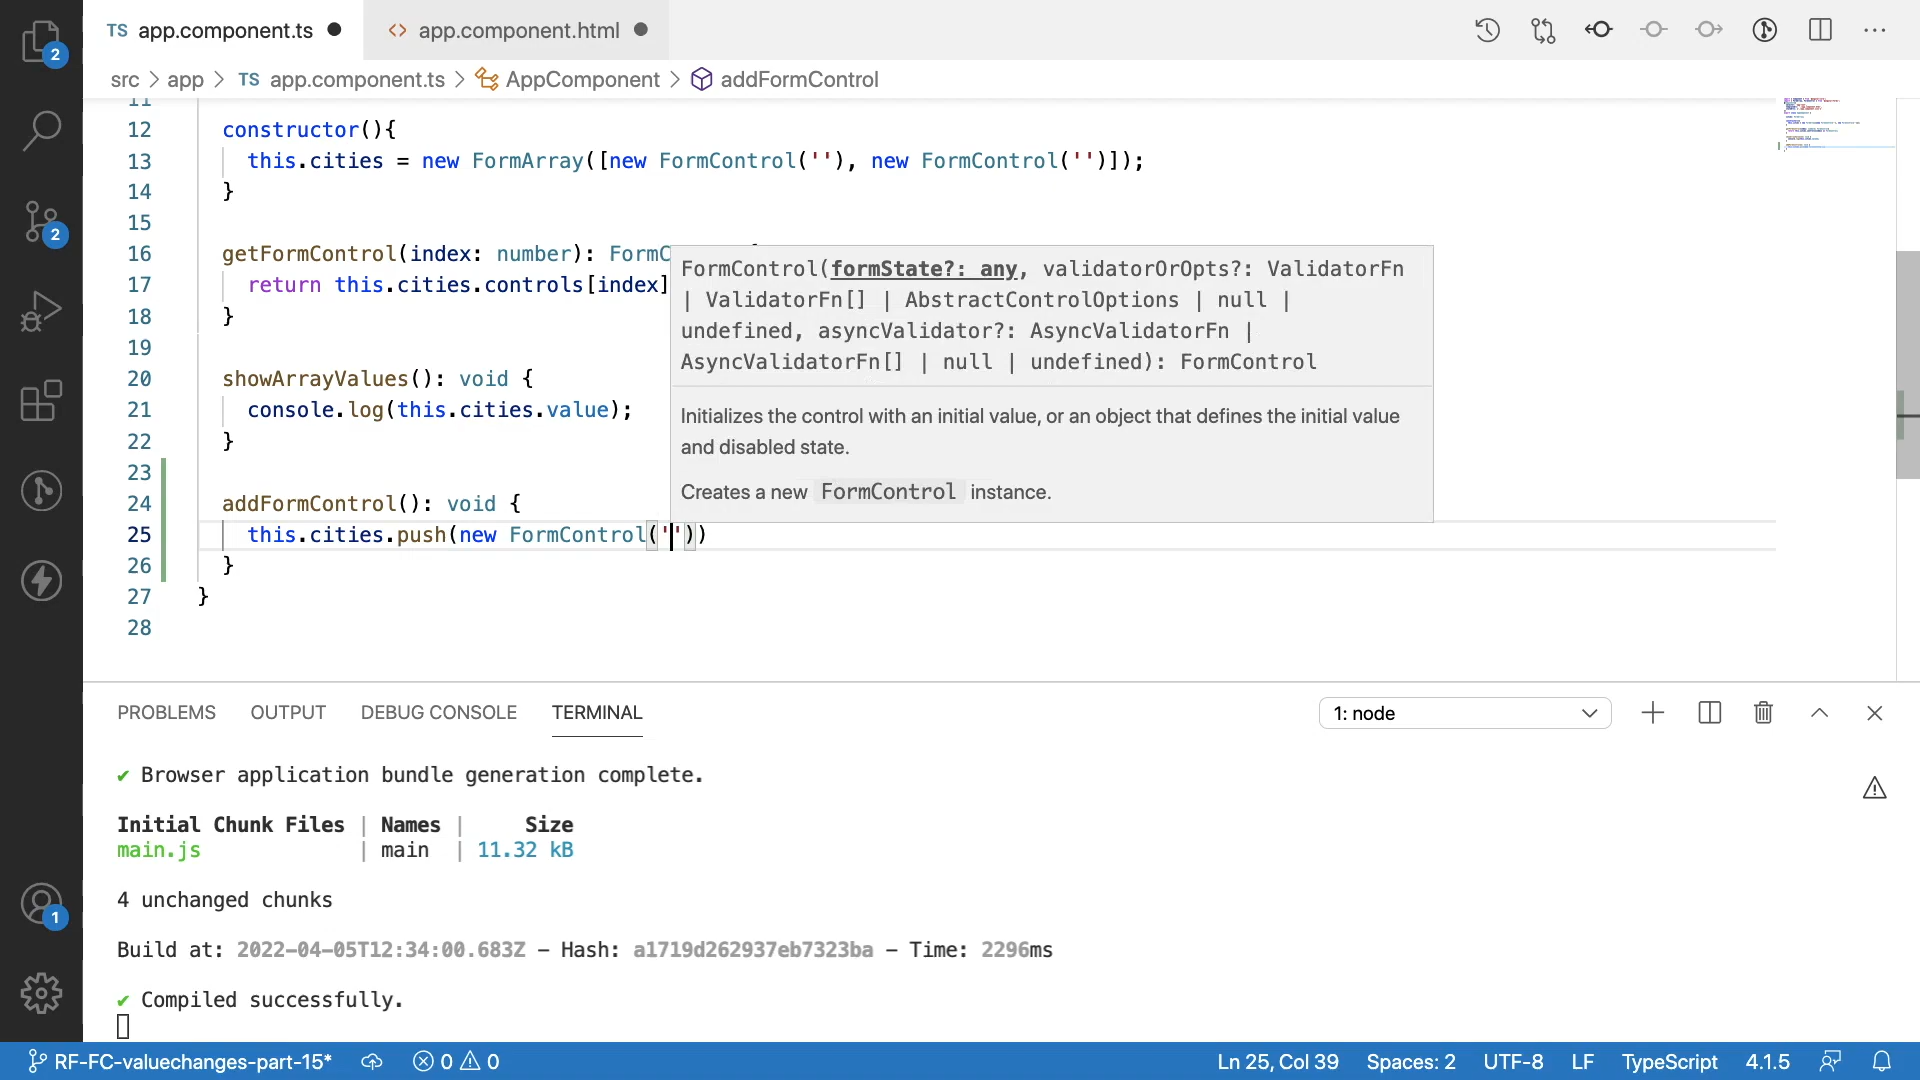 TS app.component.ts
<> app.component.html
2
src > app > TS app.component.ts > AppComponent > addFormControl
11
12 constructor(){
13 this.cities = new FormArray([new FormControl(''), new FormControl('')]);
14 }
15
16 getFormControl(index: number): FormC
17 return this.cities.controls[index]
18 }
19
20 showArrayValues(): void {
21 console.log(this.cities.value);
22 }
23
24 addFormControl(): void {
25 this.cities.push(new FormControl(''))
26 }
27 }
28
FormControl(formState?: any, validatorOrOpts?: ValidatorFn
| ValidatorFn[] | AbstractControlOptions | null |
undefined, asyncValidator?: AsyncValidatorFn |
AsyncValidatorFn[] | null | undefined): FormControl
Initializes the control with an initial value, or an object that defines the initial value
and disabled state.
Creates a new FormControl instance.
2
1
PROBLEMS OUTPUT DEBUG CONSOLE TERMINAL
1: node
✔ Browser application bundle generation complete.
Initial Chunk Files | Names | Size
main.js | main | 11.32 kB
4 unchanged chunks
Build at: 2022-04-05T12:34:00.683Z - Hash: a1719d262937eb7323ba - Time: 2296ms
✔ Compiled successfully.
RF-FC-valuechanges-part-15* 0 0 Ln 25, Col 39 Spaces: 2 UTF-8 LF TypeScript 4.1.5